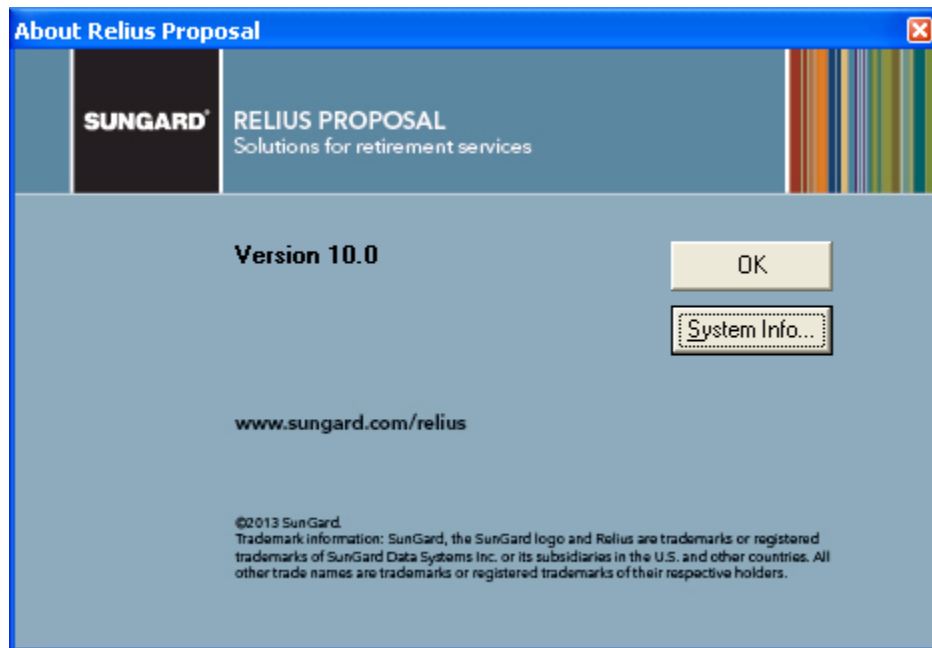 About Relius Proposal
SUNGARD®
RELIUS PROPOSAL
Solutions for retirement services
Version 10.0
OK
System Info...
www.sungard.com/relius
©2013 SunGard.
Trademark information: SunGard, the SunGard logo and Relius are trademarks or registered
trademarks of SunGard Data Systems Inc. or its subsidiaries in the U.S. and other countries. All
other trade names are trademarks or registered trademarks of their respective holders.